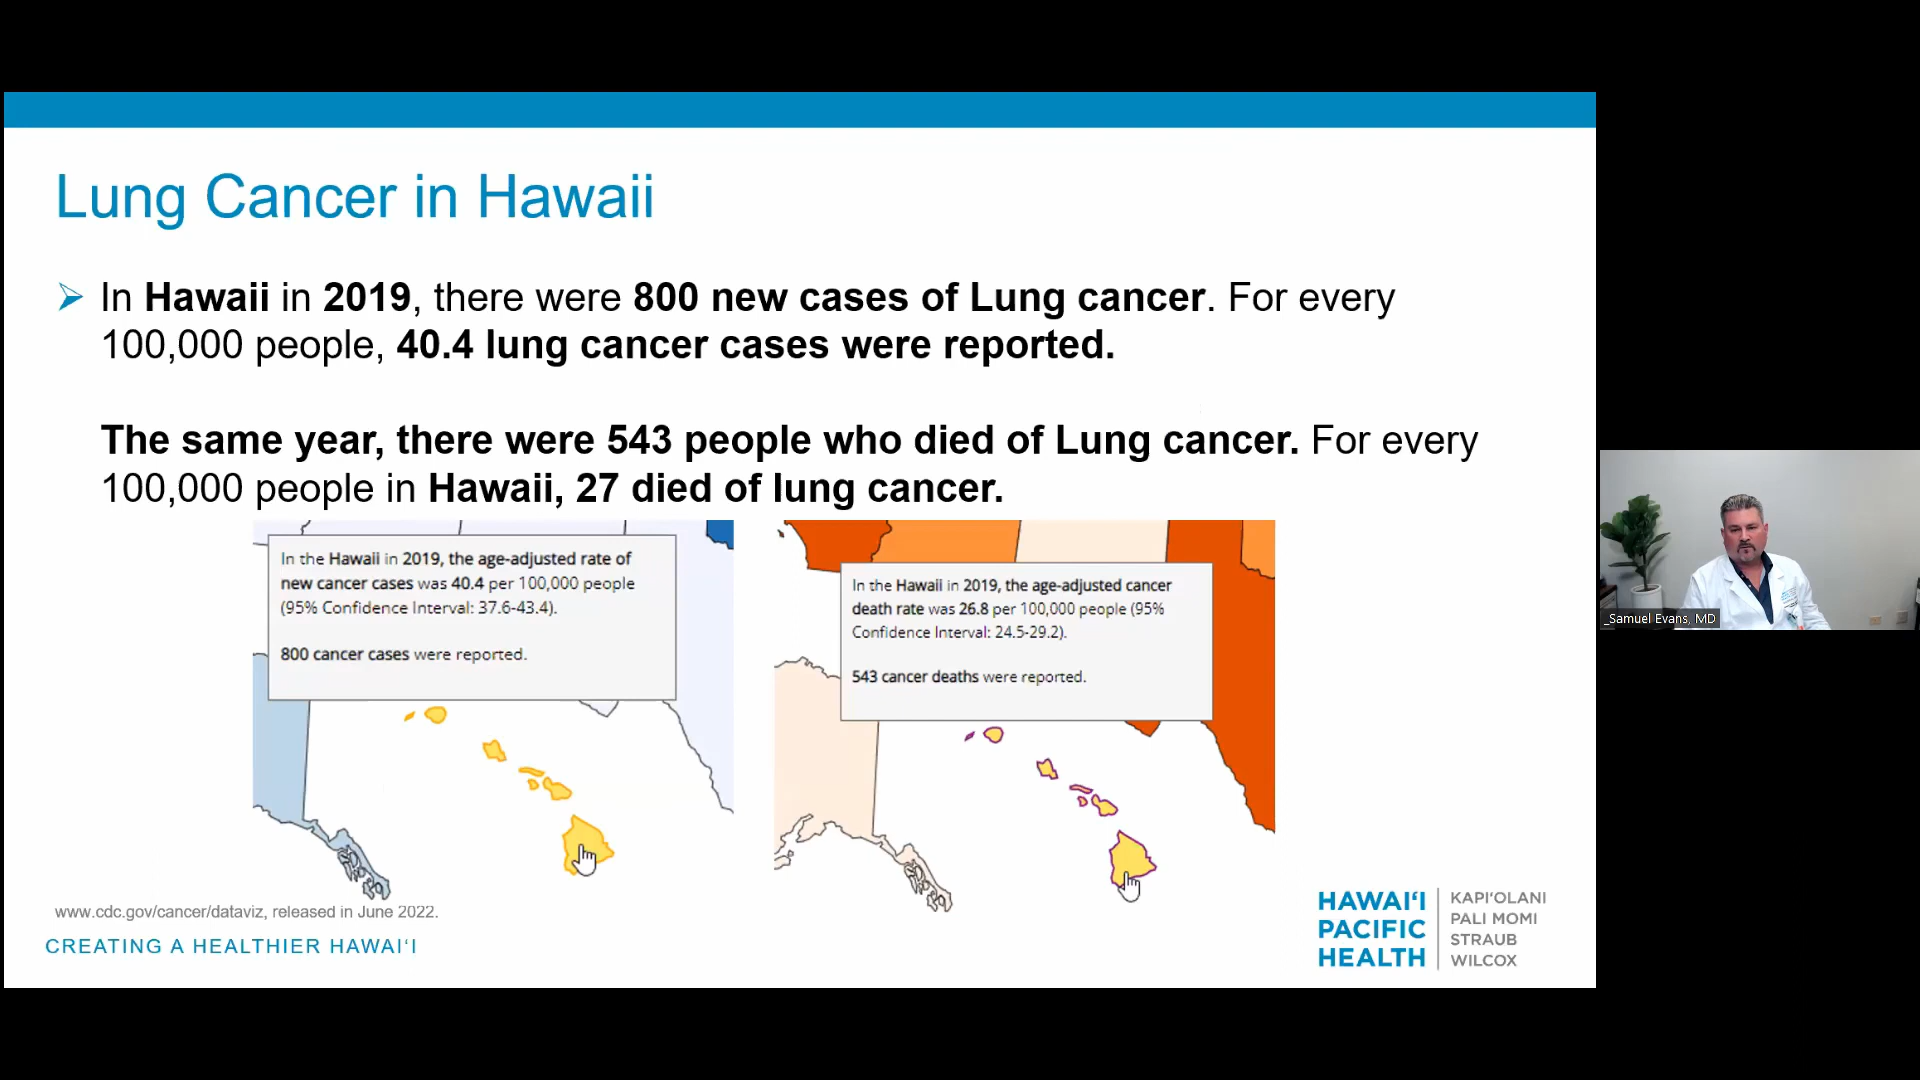 Lung Cancer in Hawaii
➢ In Hawaii in 2019, there were 800 new cases of Lung cancer. For every
100,000 people, 40.4 lung cancer cases were reported.
The same year, there were 543 people who died of Lung cancer. For every
100,000 people in Hawaii, 27 died of lung cancer.
In the Hawaii in 2019, the age-adjusted rate of
new cancer cases was 40.4 per 100,000 people
(95% Confidence Interval: 37.6-43.4).
800 cancer cases were reported.
In the Hawaii in 2019, the age-adjusted cancer
death rate was 26.8 per 100,000 people (95%
Confidence Interval: 24.5-29.2).
543 cancer deaths were reported.
www.cdc.gov/cancer/dataviz, released in June 2022.
CREATING A HEALTHIER HAWAI‘I
HAWAI‘I
PACIFIC
HEALTH
KAPI‘OLANI
PALI MOMI
STRAUB
WILCOX
_Samuel Evans, MD